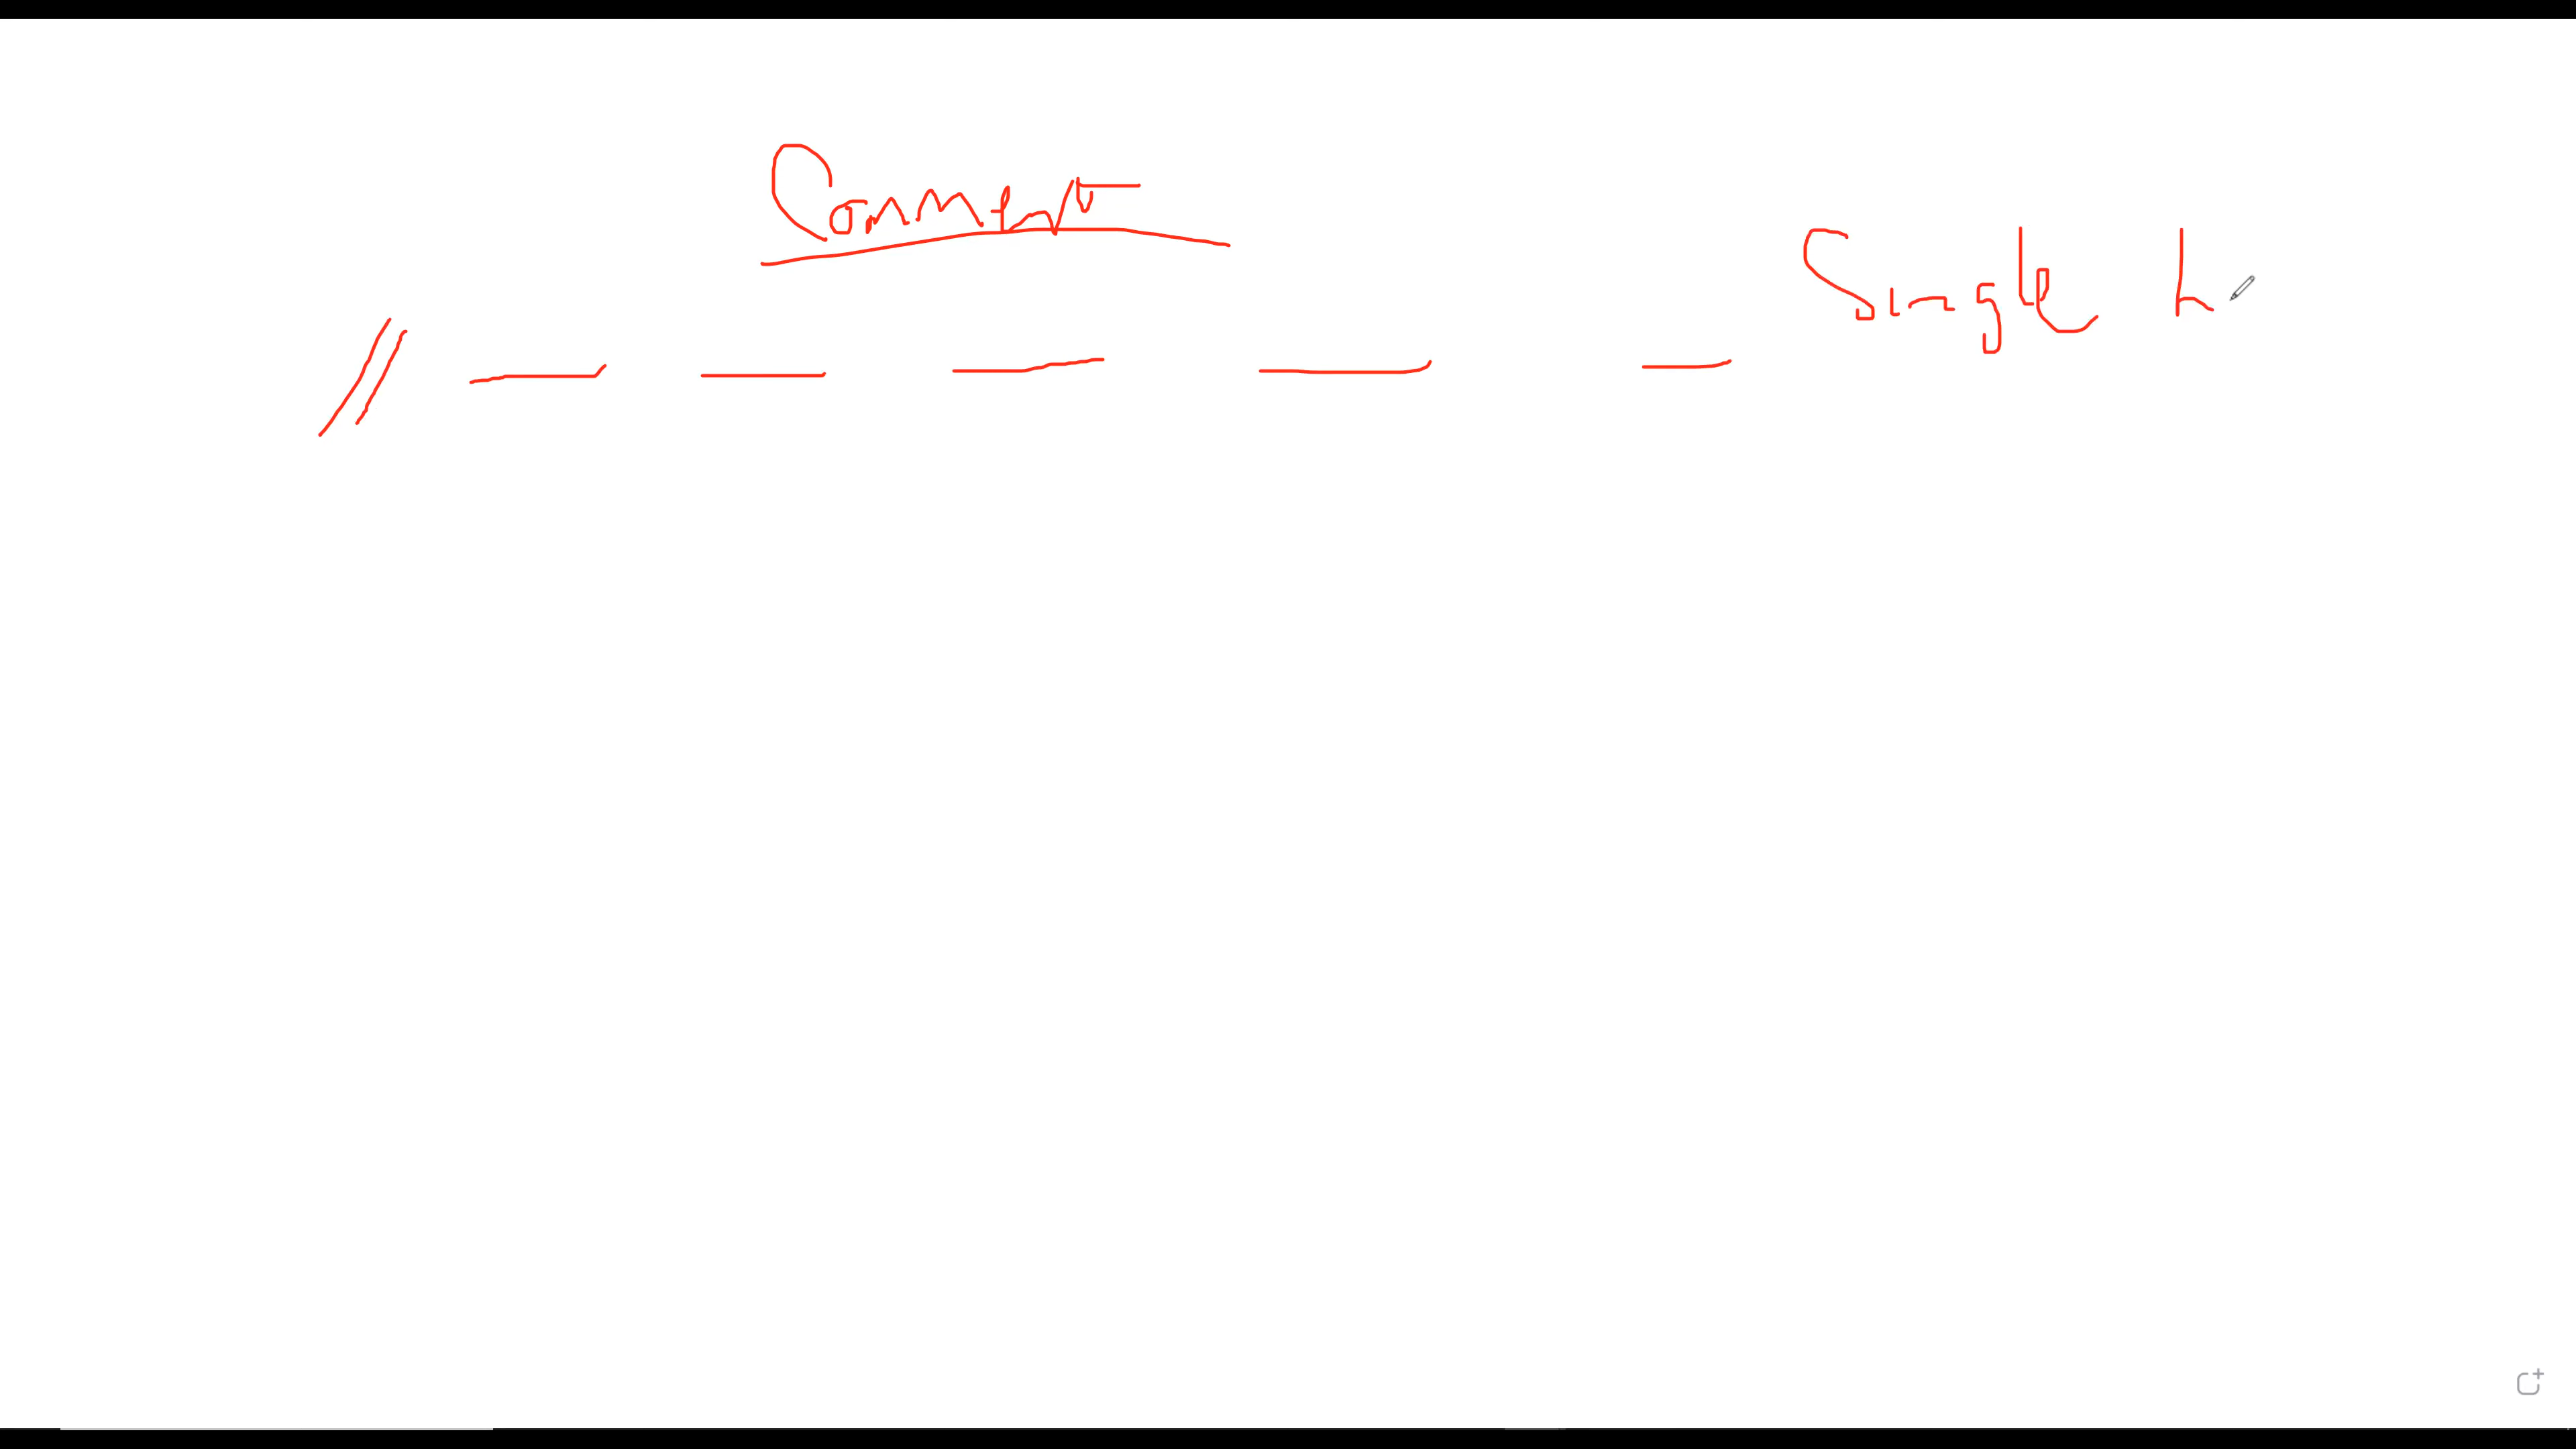 Comment
Single L
// — — — — —